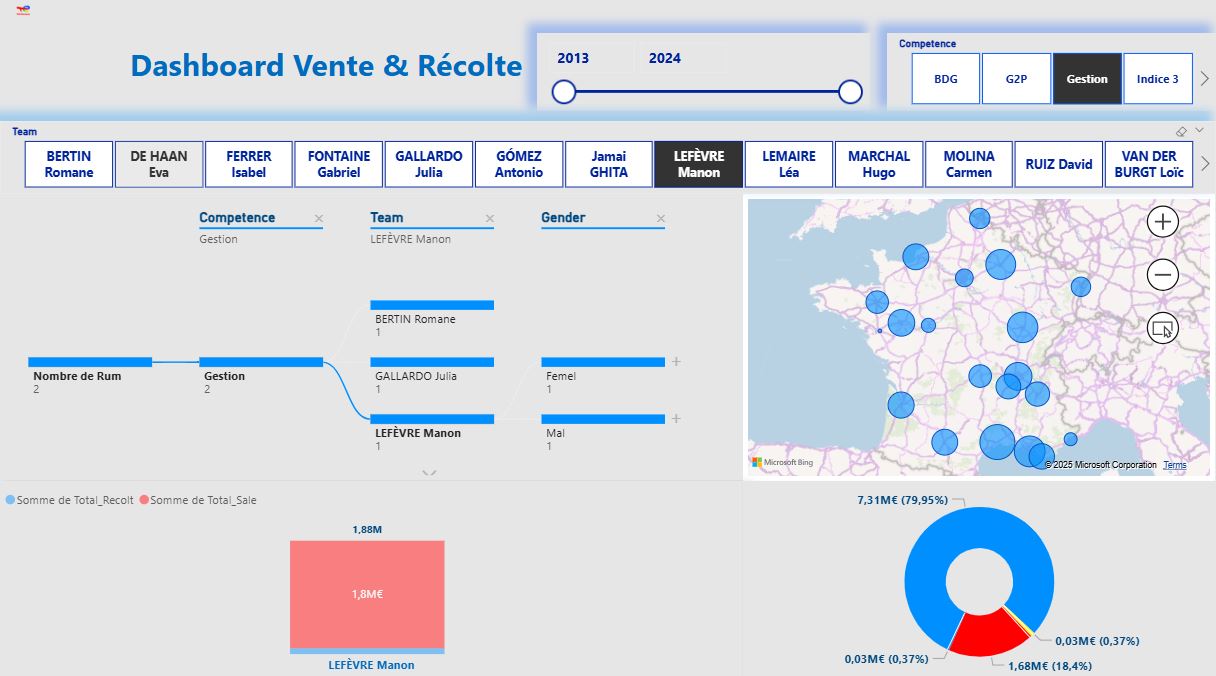 Dashboard Vente & Récolte
2013
2024
Competence
BDG
G2P
Gestion
Indice 3
Team
BERTIN
Romane
DE HAAN
Eva
FERRER
Isabel
FONTAINE
Gabriel
GALLARDO
Julia
GÓMEZ
Antonio
Jamai
GHITA
LEFÈVRE
Manon
LEMAIRE
Léa
MARCHAL
Hugo
MOLINA
Carmen
RUIZ David
VAN DER
BURGT Loïc
Competence
Gestion
Team
LEFÈVRE Manon
Gender
Nombre de Rum
2
Gestion
2
BERTIN Romane
1
GALLARDO Julia
1
LEFÈVRE Manon
1
Femel
1
Mal
1
Microsoft Bing
© 2025 Microsoft Corporation Terms
Somme de Total_Recolt Somme de Total_Sale
1,88M
1,8M€
LEFÈVRE Manon
7,31M€ (79,95%)
0,03M€ (0,37%)
0,03M€ (0,37%)
1,68M€ (18,4%)